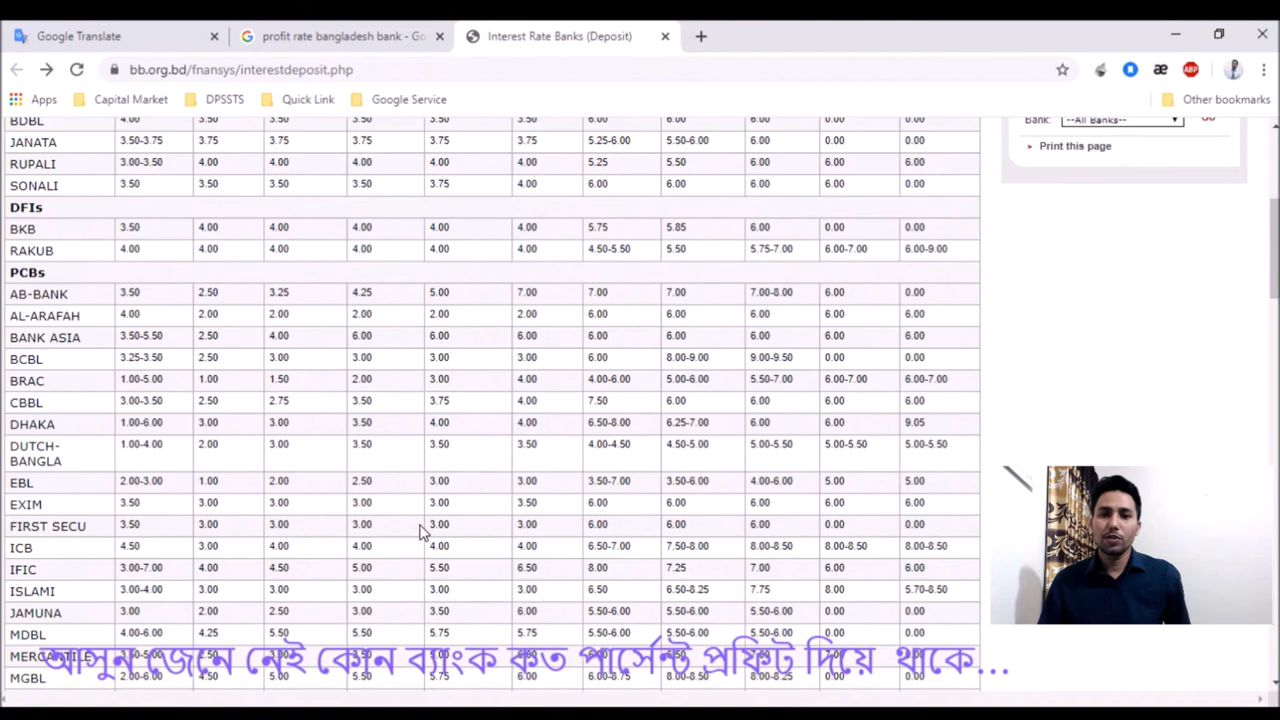 Google Translate
profit rate bangladesh bank - Go
Interest Rate Banks (Deposit)
bb.org.bd/fnansys/interestdeposit.php
ABP
Apps Capital Market DPSSTS Quick Link Google Service Other bookmarks
BDBL 4.00 3.50 3.50 3.50 3.50 3.50 6.00 6.00 6.00 0.00 0.00
JANATA 3.50-3.75 3.75 3.75 3.75 3.75 3.75 5.25-6.00 5.50-6.00 6.00 0.00 0.00
RUPALI 3.00-3.50 4.00 4.00 4.00 4.00 4.00 5.25 5.50 6.00 0.00 0.00
SONALI 3.50 3.50 3.50 3.50 3.75 4.00 6.00 6.00 6.00 6.00 0.00
DFIs
BKB 3.50 4.00 4.00 4.00 4.00 4.00 5.75 5.85 6.00 0.00 0.00
RAKUB 4.00 4.00 4.00 4.00 4.00 4.00 4.50-5.50 5.50 5.75-7.00 6.00-7.00 6.00-9.00
PCBs
AB-BANK 3.50 2.50 3.25 4.25 5.00 7.00 7.00 7.00 7.00-8.00 6.00 0.00
AL-ARAFAH 4.00 2.00 2.00 2.00 2.00 2.00 6.00 6.00 6.00 6.00 6.00
BANK ASIA 3.50-5.50 2.50 4.00 6.00 6.00 6.00 6.00 6.00 6.00 6.00 6.00
BCBL 3.25-3.50 2.50 3.00 3.00 3.00 3.00 6.00 8.00-9.00 9.00-9.50 0.00 0.00
BRAC 1.00-5.00 1.00 1.50 2.00 3.00 4.00 4.00-6.00 5.00-6.00 5.50-7.00 6.00-7.00 6.00-7.00
CBBL 3.00-3.50 2.50 2.75 3.50 3.75 4.00 7.50 6.00 6.00 6.00 6.00
DHAKA 1.00-6.00 3.00 3.00 3.50 4.00 4.00 6.50-8.00 6.25-7.00 6.00 6.00 9.05
DUTCH-BANGLA 1.00-4.00 2.00 3.00 3.50 3.50 3.50 4.00-4.50 4.50-5.00 5.00-5.50 5.00-5.50 5.00-5.50
EBL 2.00-3.00 1.00 2.00 2.50 3.00 3.00 3.50-7.00 3.50-6.00 4.00-6.00 5.00 5.00
EXIM 3.50 3.00 3.00 3.00 3.00 3.50 6.00 6.00 6.00 6.00 6.00
FIRST SECU 3.50 3.00 3.00 3.00 3.00 3.00 6.00 6.00 6.00 0.00 0.00
ICB 4.50 3.00 4.00 4.00 4.00 4.00 6.50-7.00 7.50-8.00 8.00-8.50 8.00-8.50 8.00-8.50
IFIC 3.00-7.00 4.00 4.50 5.00 5.50 6.50 8.00 7.25 7.00 6.00 6.00
ISLAMI 3.00-4.00 3.00 3.00 3.00 3.00 3.00 6.50 6.50-8.25 7.75 8.00 5.70-8.50
JAMUNA 3.00 2.00 2.50 3.00 3.50 6.00 5.50-6.00 5.50-6.00 5.50-6.00 0.00 0.00
MDBL 4.00-6.00 4.25 5.50 5.50 5.75 5.75 5.50-6.00 5.50-6.00 5.50-6.00 0.00 0.00
MERCANTILE
আসুন জেনে নেই কোন ব্যাংক কত পার্সেন্ট প্রফিট দিয়ে থাকে...
MGBL 2.00-6.00 4.50 5.00 5.50 5.75 6.00 6.00-8.75 8.00-8.50 8.00-8.25 0.00 0.00
Bank: --All Banks-- Go
Print this page